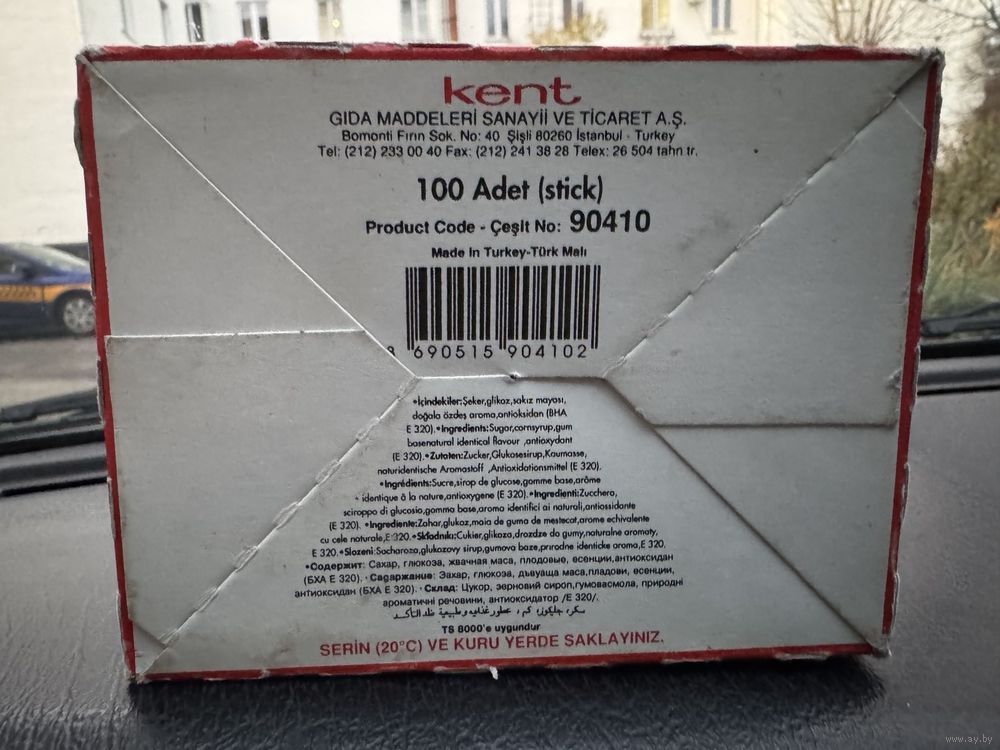 kent
GIDA MADDELERİ SANAYİİ VE TİCARET A.Ş.
Bomonti Fırın Sok. No: 40 Şişli 80260 İstanbul - Turkey
Tel: (212) 233 00 40 Fax: (212) 241 38 28 Telex: 26 504 tahn tr.
100 Adet (stick)
Product Code - Çeşit No: 90410
Made in Turkey-Türk Malı
8 690515 904102
•İçindekiler:Şeker,glikoz,sakız mayası,
doğala özdeş aroma,antioksidan (BHA
E 320).•Ingredients:Sugar,cornsyrup,gum
basenatural identical flavour ,antioxydant
(E 320).•Zutaten:Zucker,Glukosesirup,Kaumasse,
naturidentische Aromastoff ,Antioxidationsmittel (E 320).
•Ingrédients:Sucre,sirop de glucose,gomme base,arôme
identique à la nature,antioxygene (E 320).•Ingredienti:Zucchero,
sciroppo di glucosio,gomma base,aroma identifici ai naturali,antiossidante
(E 320). •Ingrediente:Zahar,glukoz,maia de guma de mestecat,arome echivalente
cu cele naturale,E 320.•Skladniki:Cukier,glikoza,drozdze do gumy,naturalne aromaty,
E 320.•Slozeni:Sacharoza,glukozovy sirup,gumova baze,prirodne identicke aroma,E 320.
•Содержит: Сахар, глюкоза, жвачная маса, плодовые, есенции,антиоксидан
(БХА Е 320). · Садаржание: Захар, глюкоза, дъвуаща маса,пладови, есенции,
антиоксидан (БХА Е 320). · Склад: Цукор, зерновий сироп,гумовасмола, природні
ароматичні речовини, антиоксидатор /Е 320/.
TS 8000'e uygundur
SERİN (20°C) VE KURU YERDE SAKLAYINIZ.
www.ay.by